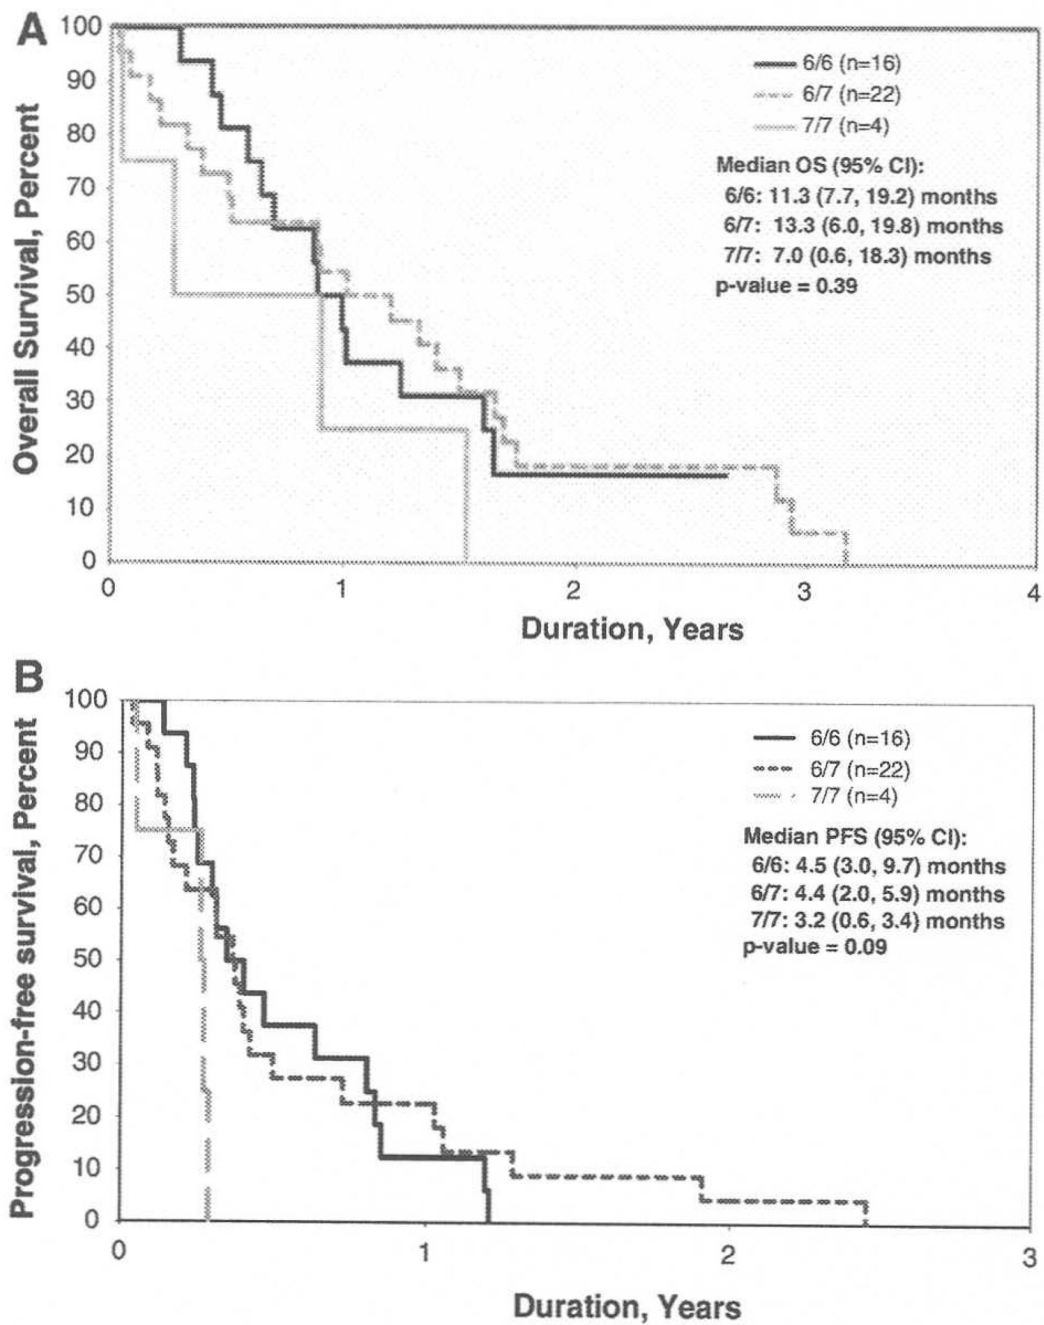 A
100
90
80
70
60
50
40
30
20
10
0
Overall Survival, Percent
6/6 (n=16)
6/7 (n=22)
7/7 (n=4)
Median OS (95% CI):
6/6: 11.3 (7.7, 19.2) months
6/7: 13.3 (6.0, 19.8) months
7/7: 7.0 (0.6, 18.3) months
p-value = 0.39
0 1 2 3 4
Duration, Years
B
100
90
80
70
60
50
40
30
20
10
0
Progression-free survival, Percent
6/6 (n=16)
6/7 (n=22)
7/7 (n=4)
Median PFS (95% CI):
6/6: 4.5 (3.0, 9.7) months
6/7: 4.4 (2.0, 5.9) months
7/7: 3.2 (0.6, 3.4) months
p-value = 0.09
0 1 2 3
Duration, Years